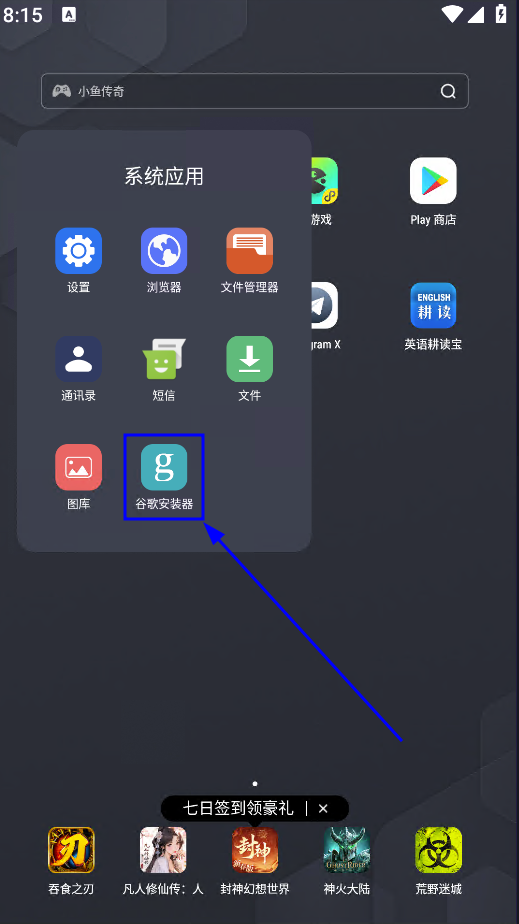 8:15
A
小鱼传奇
系统应用
设置
浏览器
文件管理器
通讯录
短信
文件
图库
g
谷歌安装器
游戏
Play 商店
gram X
ENGLISH
耕读
英语耕读宝
七日签到领豪礼 | ×
刃
封神
吞食之刃
凡人修仙传：人
封神幻想世界
神火大陆
荒野迷城